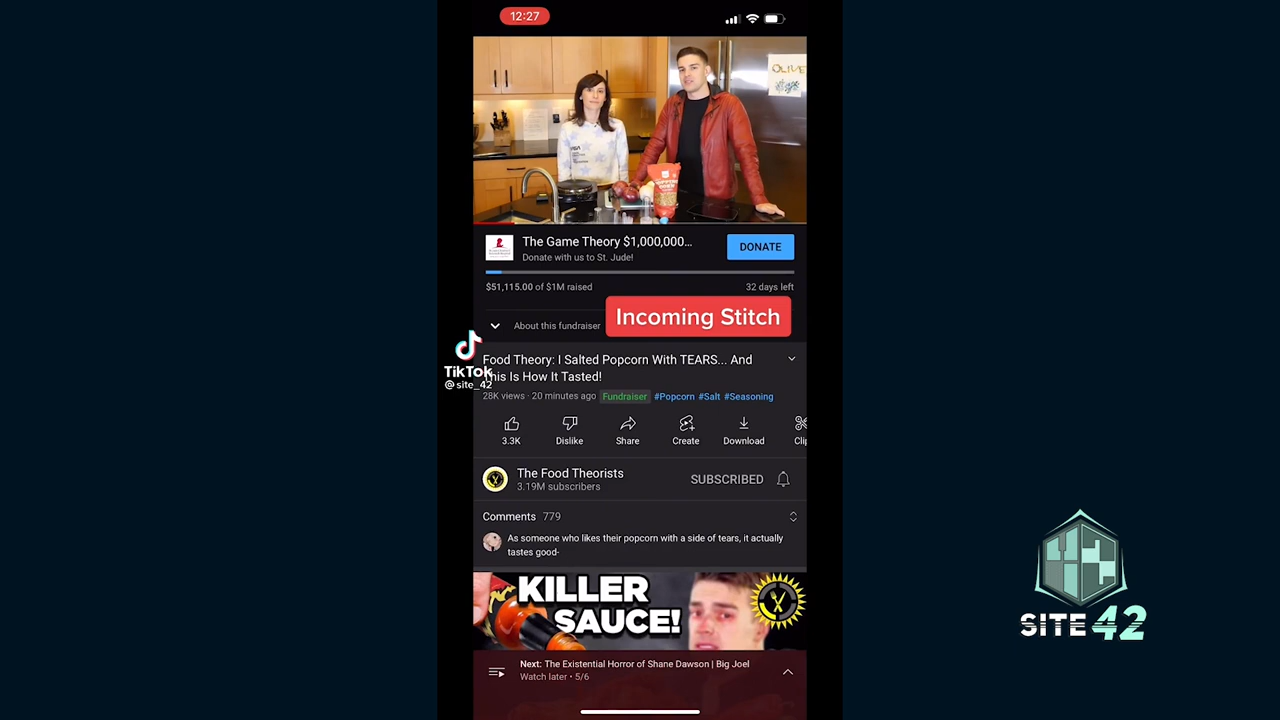 12:27
OLIVE
The Game Theory $1,000,000...
DONATE
Donate with us to St. Jude!
$51,115.00 of $1M raised
32 days left
Incoming Stitch
About this fundraiser
Food Theory: I Salted Popcorn With TEARS... And
This Is How It Tasted!
TikTok
@site_42
28K views · 20 minutes ago Fundraiser #Popcorn #Salt #Seasoning
3.3K
Dislike
Share
Create
Download
Clip
The Food Theorists
3.19M subscribers
SUBSCRIBED
Comments 779
As someone who likes their popcorn with a side of tears, it actually
tastes good-
KILLER
SAUCE!
SITE 42
Next: The Existential Horror of Shane Dawson | Big Joel
Watch later • 5/6